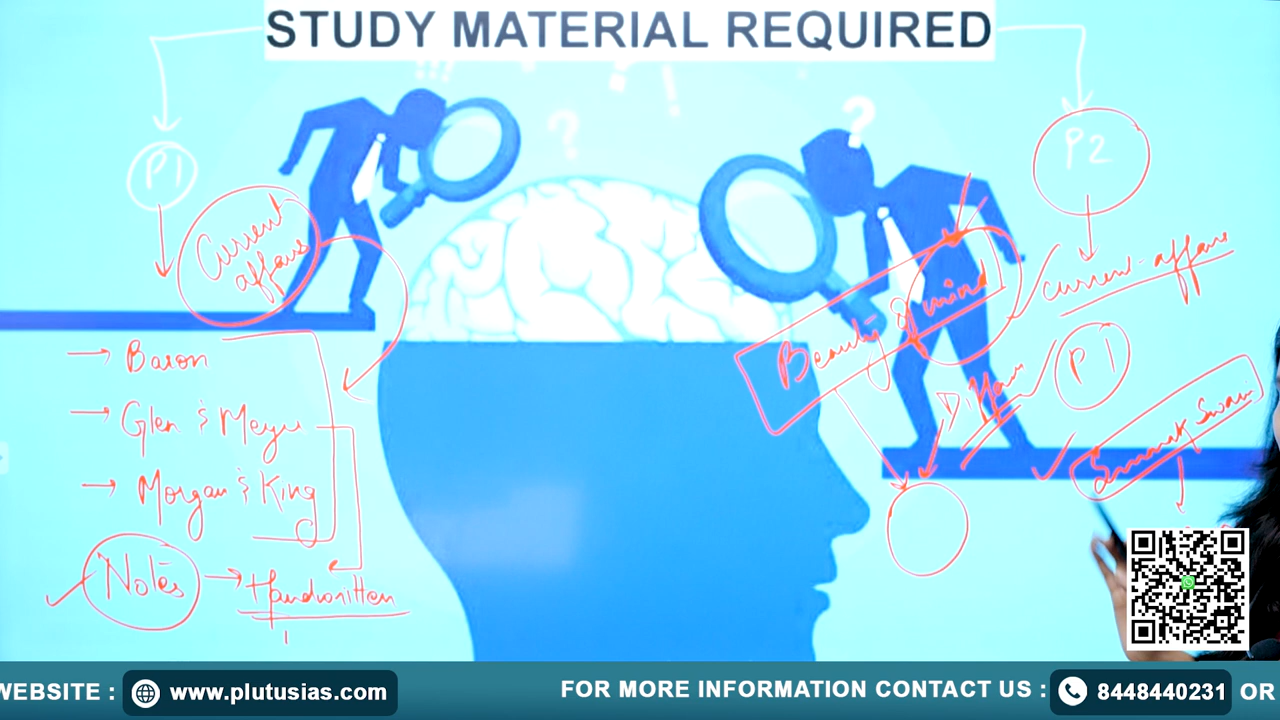 STUDY MATERIAL REQUIRED
P1
Current
affairs
→ Baron
→ Glen & Meyer
→ Morgan & King
Notes → Handwritten
P2
current-affairs
Beauty of mind
P1
WEBSITE :
www.plutusias.com
FOR MORE INFORMATION CONTACT US :
8448440231 OR